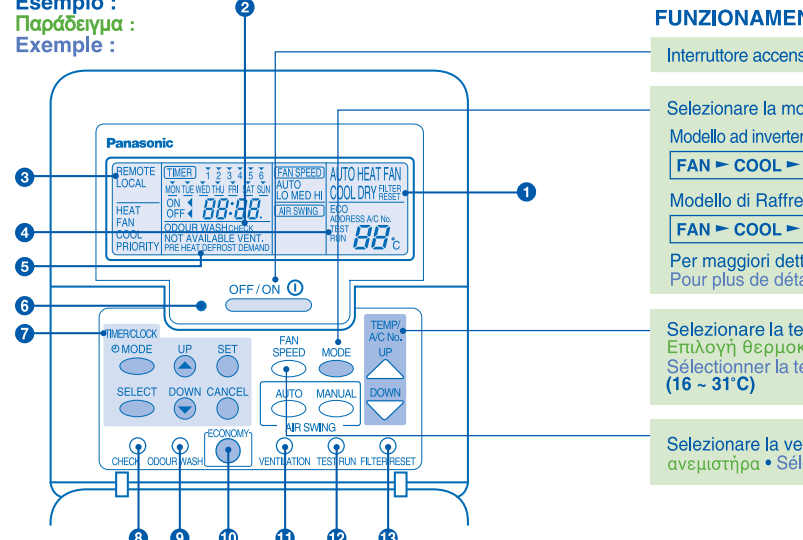 Esempio :
Παράδειγμα :
Exemple :
2
FUNZIONAMEN
Interruttore accens
Selezionare la mo
Modello ad inverter
FAN ► COOL ►
Modello di Raffre
FAN ► COOL ►
Per maggiori dett
Pour plus de déta
Selezionare la te
Επιλογή θερμοκ
Sélectionner la te
(16 ~ 31°C)
Selezionare la ve
ανεμιστήρα • Sél
Panasonic
3
REMOTE
LOCAL
HEAT
FAN
COOL
PRIORITY
TIMER 1 2 3 4 5 6
MON TUE WED THU FRI SAT SUN
ON
OFF
88:88.
ODOUR WASH CHECK
NOT AVAILABLE VENT.
PRE HEAT DEFROST DEMAND
FAN SPEED
AUTO
LO MED HI
AIR SWING
AUTO HEAT FAN
COOL DRY FILTER RESET
ECO
ADDRESS A/C No.
TEST RUN
88°C
1
4
5
6
OFF/ON
7
TIMER/CLOCK
MODE UP SET
SELECT DOWN CANCEL
FAN SPEED
MODE
TEMP/
A/C No.
UP
DOWN
AUTO MANUAL
AIR SWING
ECONOMY
CHECK ODOUR WASH VENTILATION TEST RUN FILTER RESET
8 9 10 11 12 13